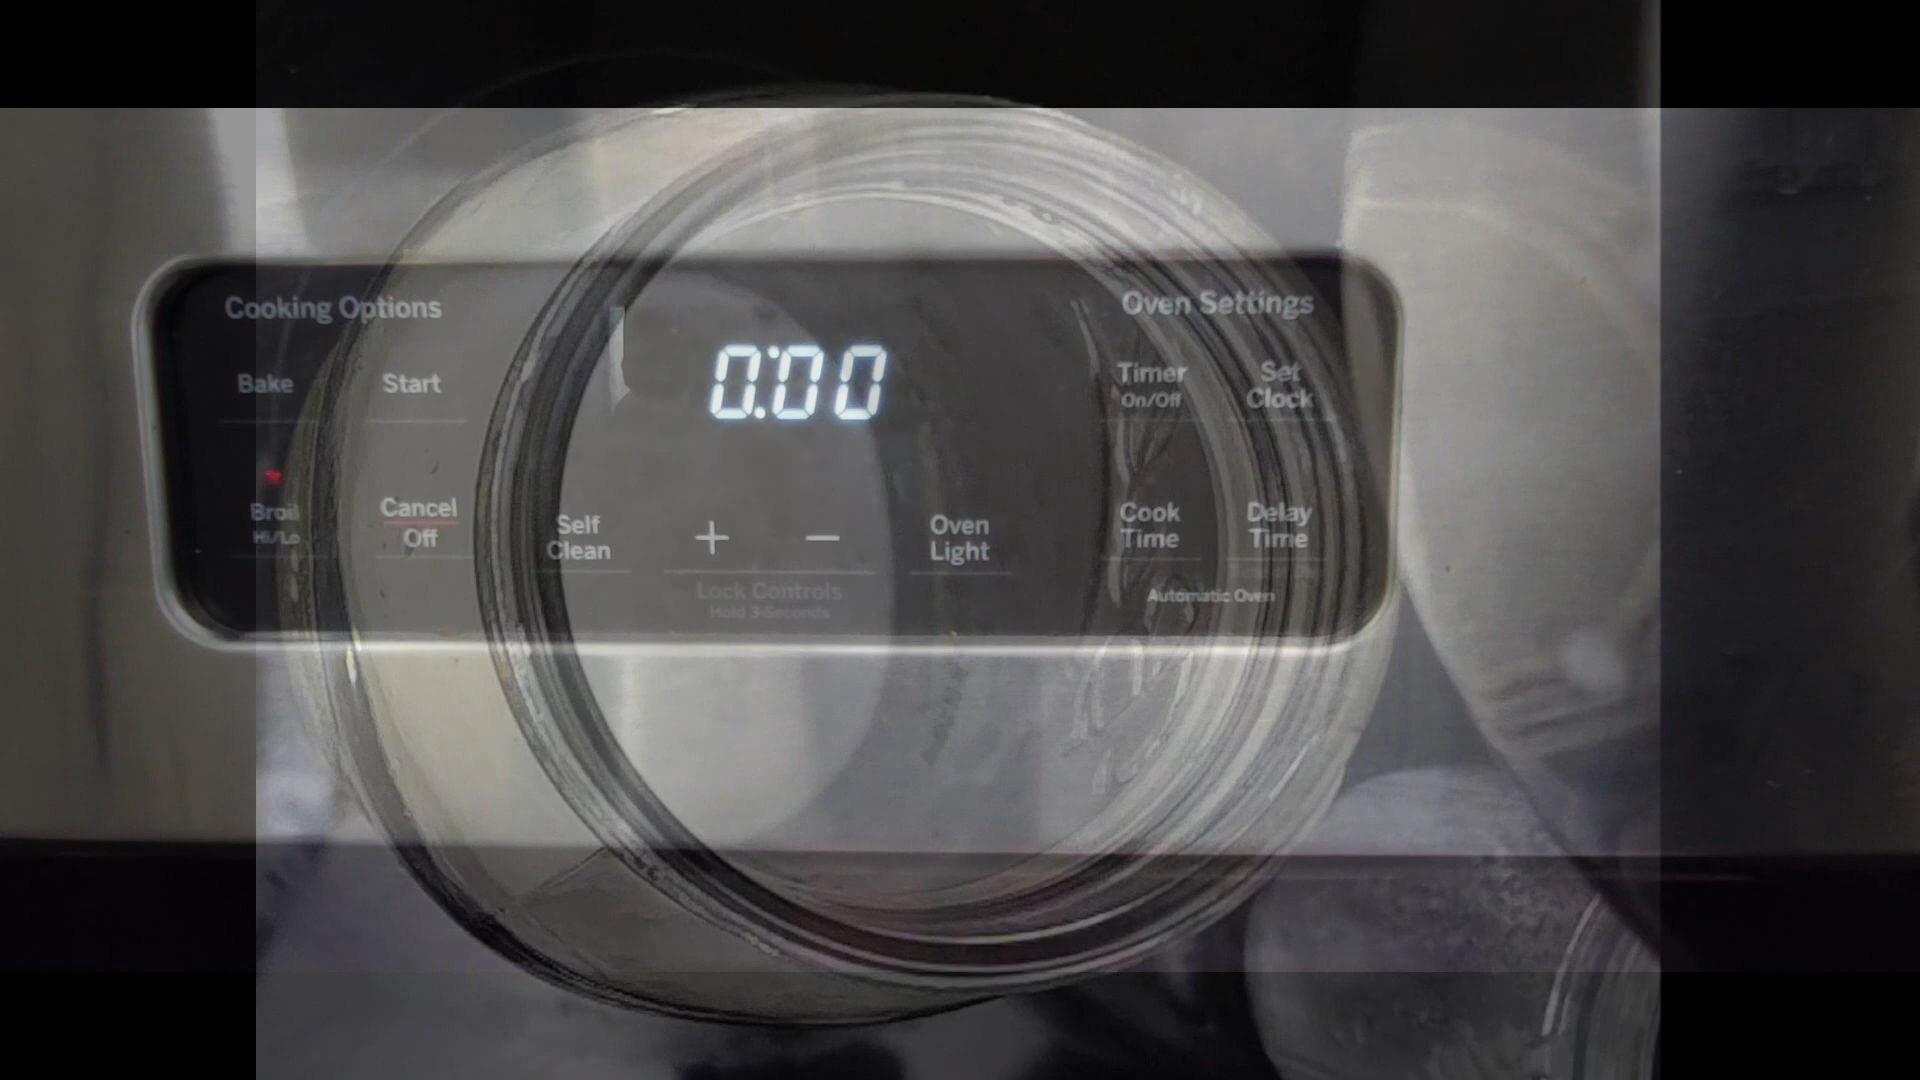 Cooking Options
Oven Settings
0:00
Bake
Start
Timer
On/Off
Set
Clock
Broil
Hi/Lo
Cancel
Off
Self
Clean
+
−
Oven
Light
Cook
Time
Delay
Time
Lock Controls
Hold 3 Seconds
Automatic Oven